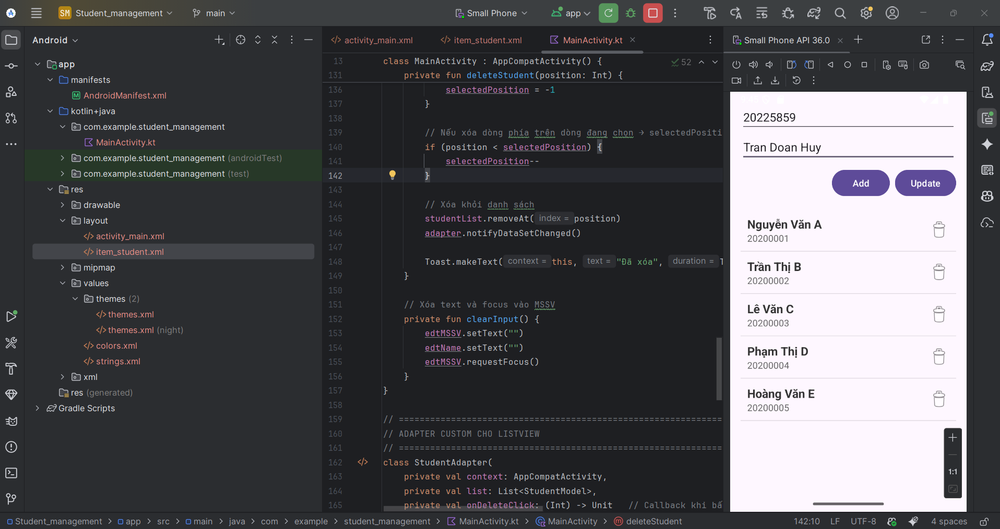 SM Student_management
main
Small Phone
app
Android
app
manifests
M AndroidManifest.xml
kotlin+java
com.example.student_management
MainActivity.kt
com.example.student_management (androidTest)
com.example.student_management (test)
res
drawable
layout
</> activity_main.xml
</> item_student.xml
mipmap
values
themes (2)
</> themes.xml
</> themes.xml (night)
</> colors.xml
</> strings.xml
xml
res (generated)
Gradle Scripts
</> activity_main.xml
</> item_student.xml
MainActivity.kt
52
13 class MainActivity : AppCompatActivity() {
131 private fun deleteStudent(position: Int) {
136 selectedPosition = -1
137 }
138
139 // Nếu xóa dòng phía trên dòng đang chọn → selectedPositi
140 if (position < selectedPosition) {
141 selectedPosition--
142 }
143
144 // Xóa khỏi danh sách
145 studentList.removeAt( index = position)
146 adapter.notifyDataSetChanged()
147
148 Toast.makeText( context = this, text = "Đã xóa", duration = T
149 }
150
151 // Xóa text và focus vào MSSV
152 private fun clearInput() {
153 edtMSSV.setText("")
154 edtName.setText("")
155 edtMSSV.requestFocus()
156 }
157 }
158
159 // ==============================================================
160 // ADAPTER CUSTOM CHO LISTVIEW
161 // ==============================================================
162 </> class StudentAdapter(
163 private val context: AppCompatActivity,
164 private val list: List<StudentModel>,
165 private val onDeleteClick: (Int) -> Unit // Callback khi bấ
Small Phone API 36.0
20225859
Tran Doan Huy
Add
Update
Nguyễn Văn A
20200001
Trần Thị B
20200002
Lê Văn C
20200003
Phạm Thị D
20200004
Hoàng Văn E
20200005
1:1
Student_management > app > src > main > java > com > example > student_management > MainActivity.kt > MainActivity > m deleteStudent
142:10 LF UTF-8 4 spaces